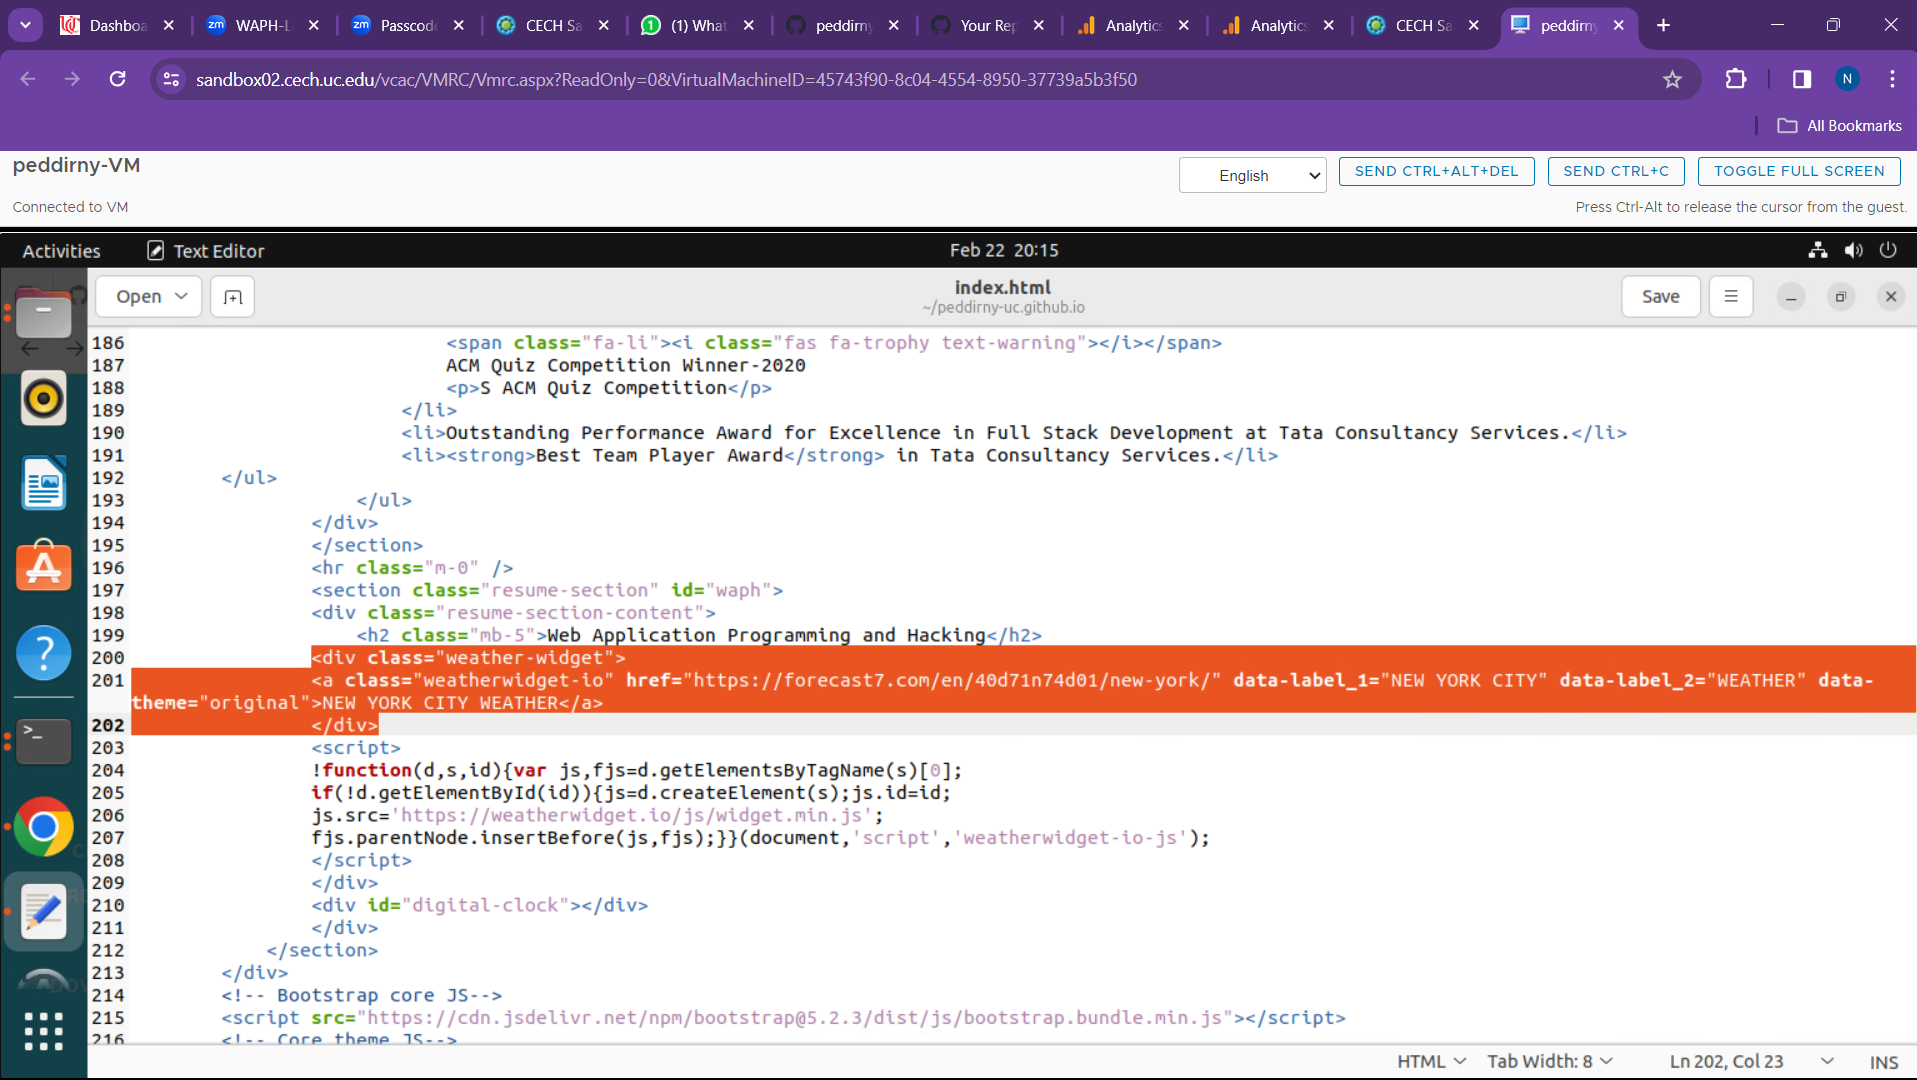 Dashboa
WAPH-L
Passcod
CECH Sa
(1) What
peddirny
Your Rep
Analytics
Analytics
CECH Sa
peddirny
sandbox02.cech.uc.edu/vcac/VMRC/Vmrc.aspx?ReadOnly=0&VirtualMachineID=45743f90-8c04-4554-8950-37739a5b3f50
N
All Bookmarks
peddirny-VM
English
SEND CTRL+ALT+DEL
SEND CTRL+C
TOGGLE FULL SCREEN
Connected to VM
Press Ctrl-Alt to release the cursor from the guest.
Activities
Text Editor
Feb 22 20:15
Open
index.html
~/peddirny-uc.github.io
Save
186 <span class="fa-li"><i class="fas fa-trophy text-warning"></i></span>
187 ACM Quiz Competition Winner-2020
188 <p>S ACM Quiz Competition</p>
189 </li>
190 <li>Outstanding Performance Award for Excellence in Full Stack Development at Tata Consultancy Services.</li>
191 <li><strong>Best Team Player Award</strong> in Tata Consultancy Services.</li>
192 </ul>
193 </ul>
194 </div>
195 </section>
196 <hr class="m-0" />
197 <section class="resume-section" id="waph">
198 <div class="resume-section-content">
199 <h2 class="mb-5">Web Application Programming and Hacking</h2>
200 <div class="weather-widget">
201 <a class="weatherwidget-io" href="https://forecast7.com/en/40d71n74d01/new-york/" data-label_1="NEW YORK CITY" data-label_2="WEATHER" data-
theme="original">NEW YORK CITY WEATHER</a>
202 </div>
203 <script>
204 !function(d,s,id){var js,fjs=d.getElementsByTagName(s)[0];
205 if(!d.getElementById(id)){js=d.createElement(s);js.id=id;
206 js.src='https://weatherwidget.io/js/widget.min.js';
207 fjs.parentNode.insertBefore(js,fjs);}}(document,'script','weatherwidget-io-js');
208 </script>
209 </div>
210 <div id="digital-clock"></div>
211 </div>
212 </section>
213 </div>
214 <!-- Bootstrap core JS-->
215 <script src="https://cdn.jsdelivr.net/npm/bootstrap@5.2.3/dist/js/bootstrap.bundle.min.js"></script>
216 <!-- Core theme JS-->
HTML
Tab Width: 8
Ln 202, Col 23
INS